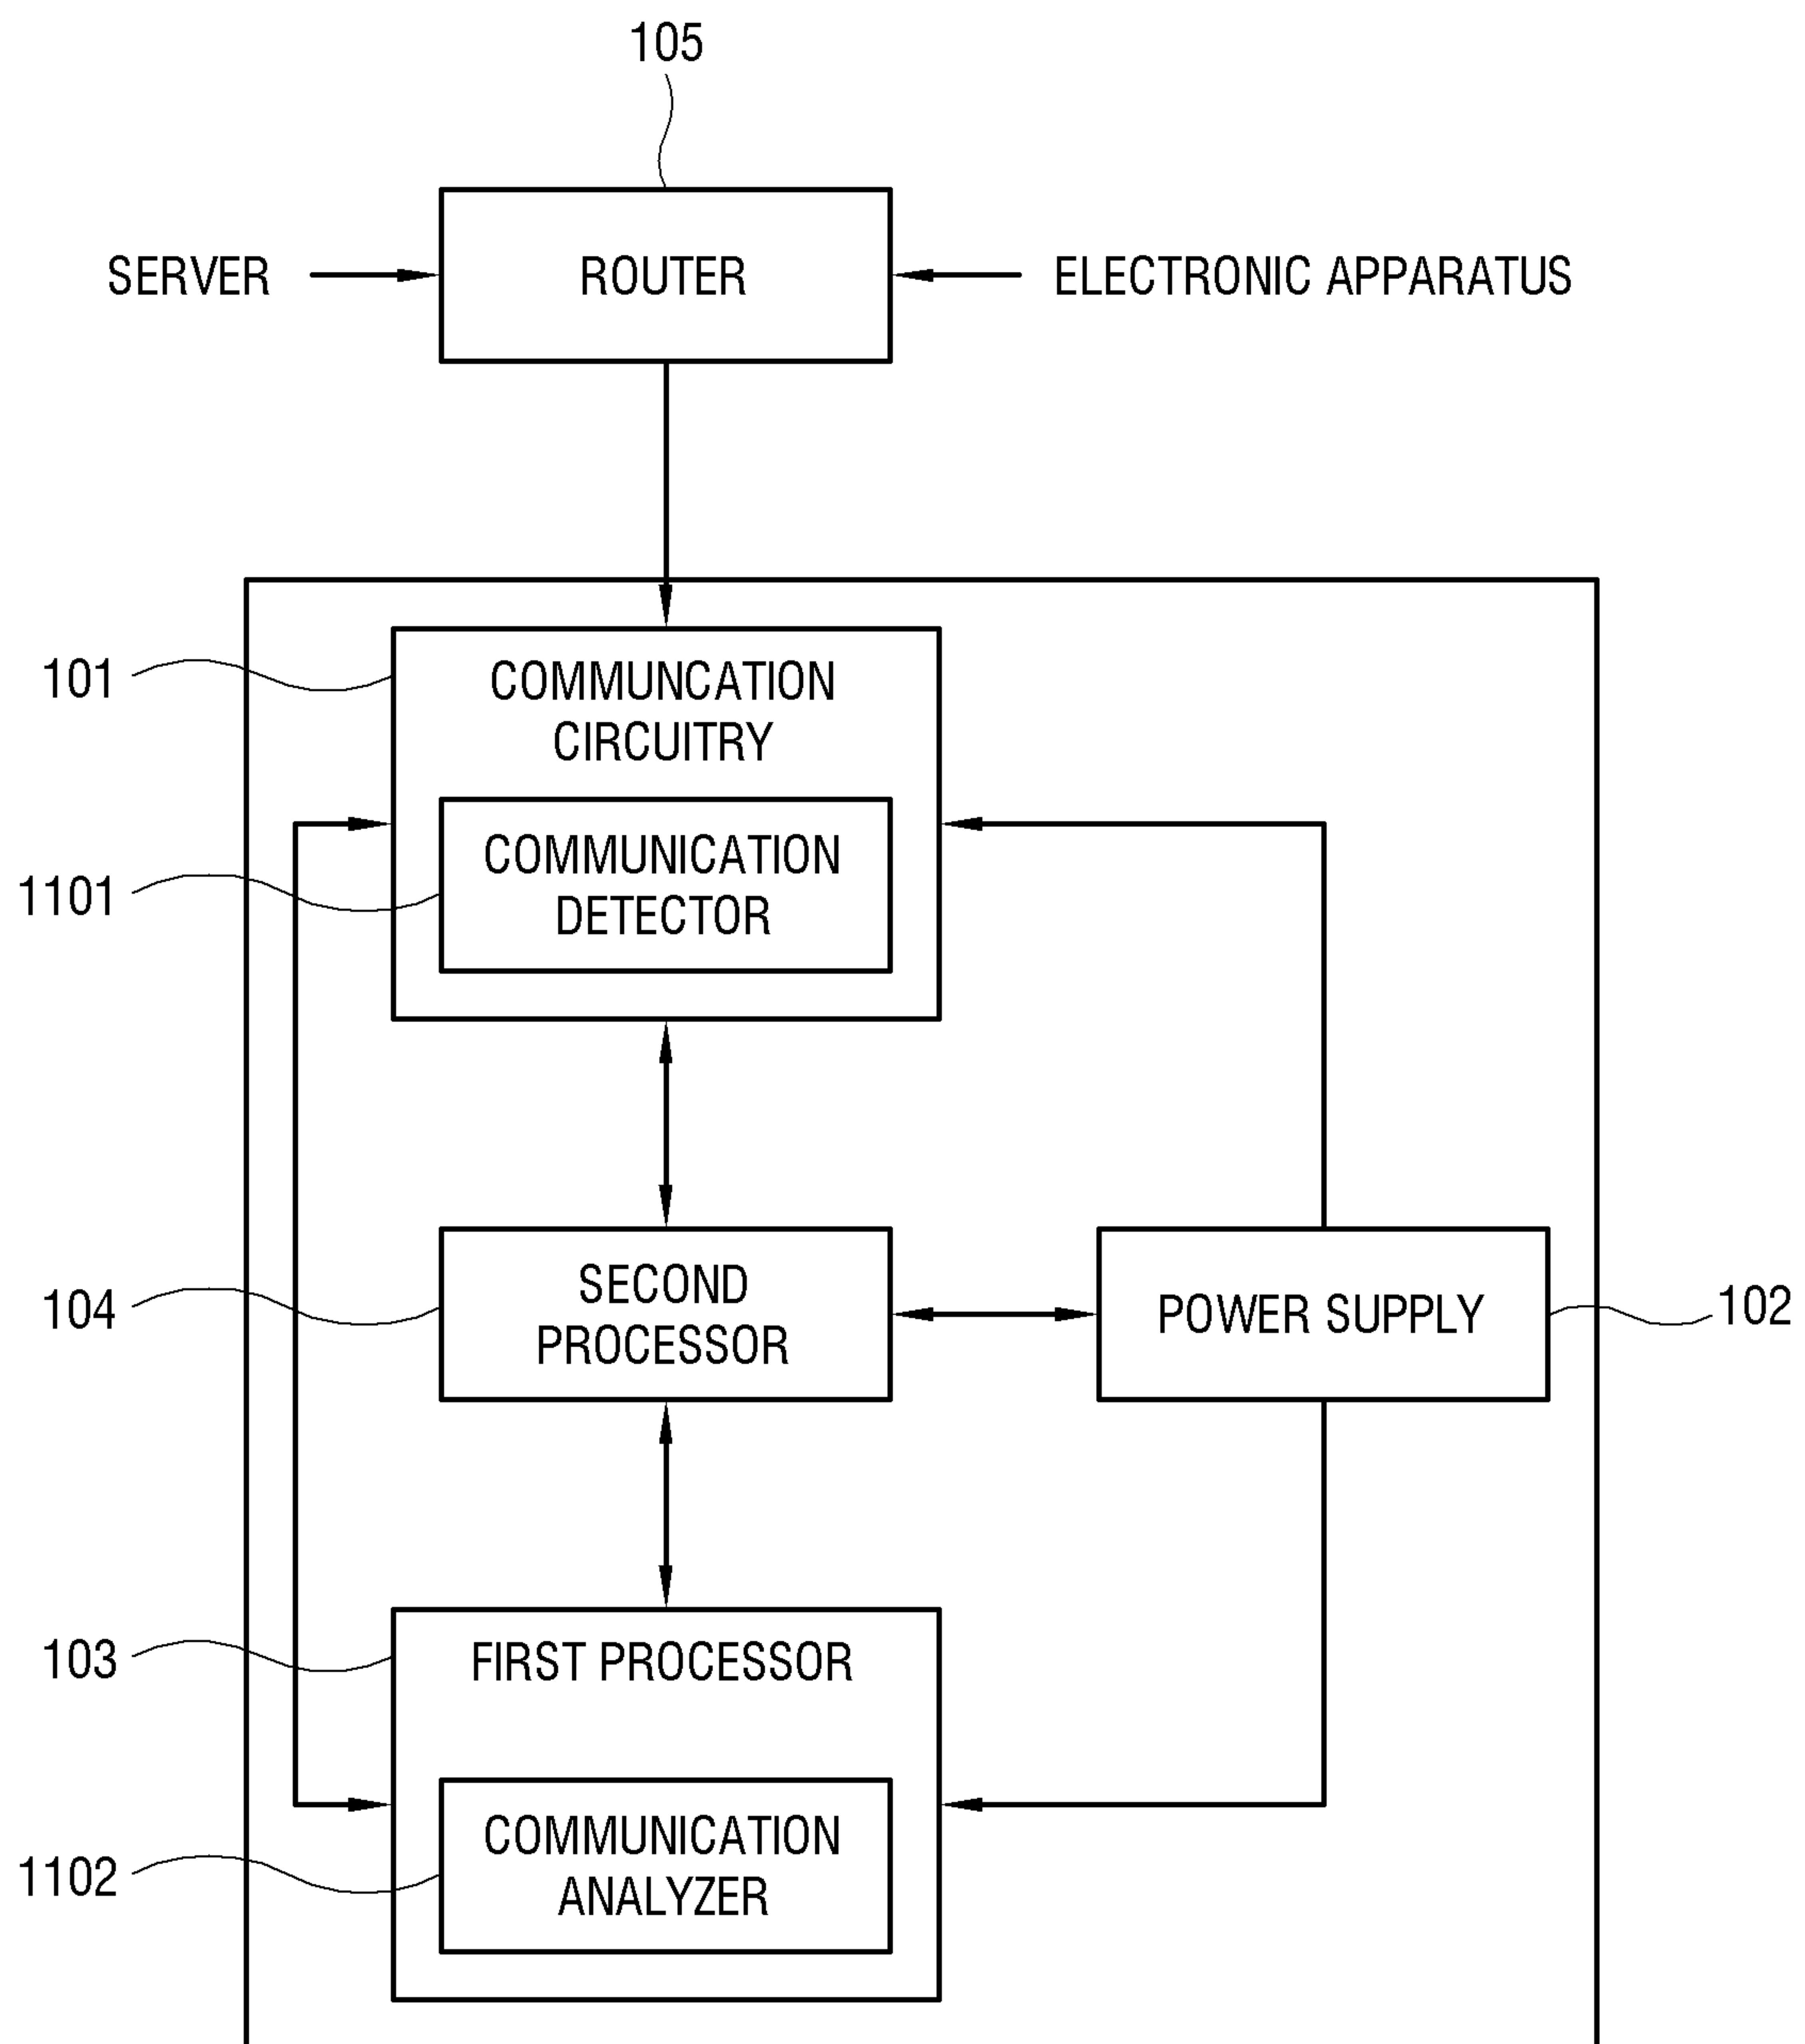 105
SERVER
ROUTER
ELECTRONIC APPARATUS
101
COMMUNCATION
CIRCUITRY
1101
COMMUNICATION
DETECTOR
104
SECOND
PROCESSOR
POWER SUPPLY
102
103
FIRST PROCESSOR
1102
COMMUNICATION
ANALYZER